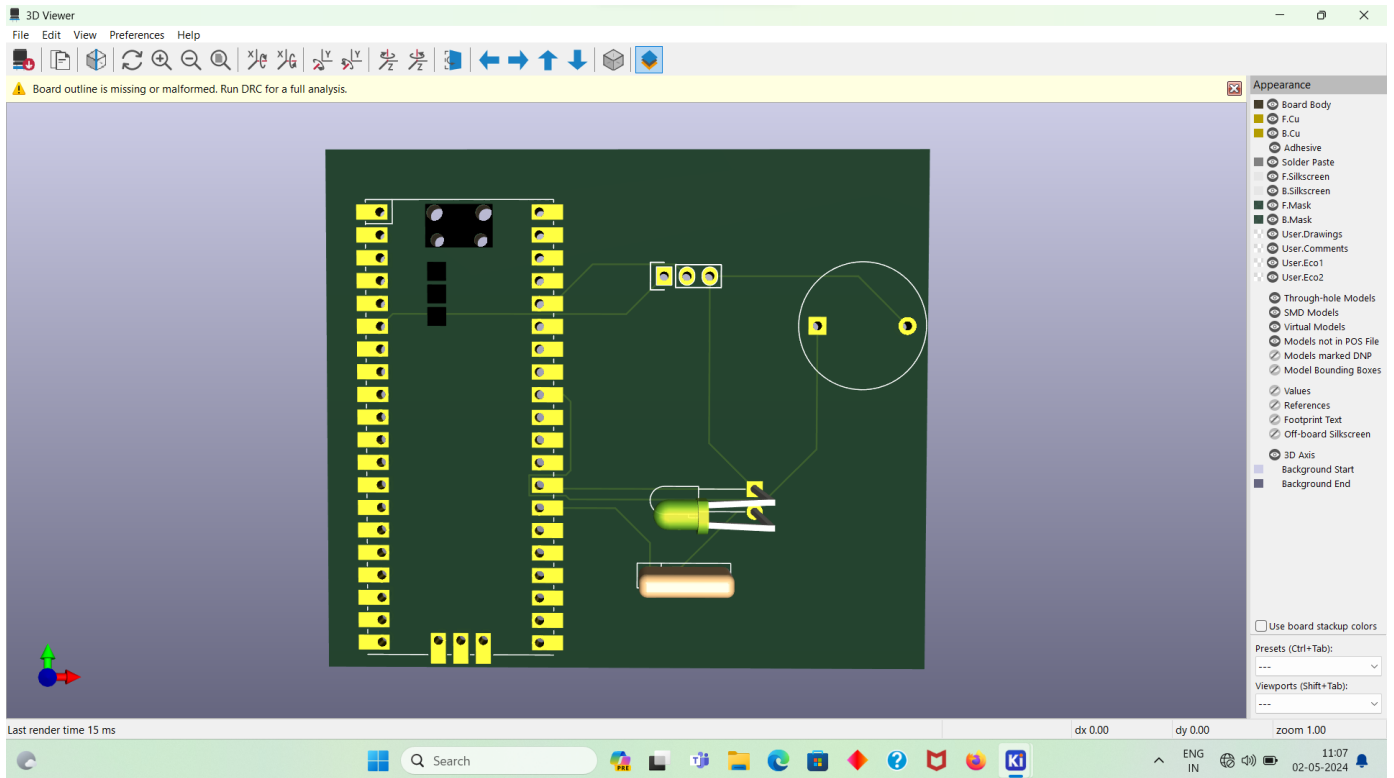 3D Viewer
File Edit View Preferences Help
Board outline is missing or malformed. Run DRC for a full analysis.
Appearance
Board Body
F.Cu
B.Cu
Adhesive
Solder Paste
F.Silkscreen
B.Silkscreen
F.Mask
B.Mask
User.Drawings
User.Comments
User.Eco1
User.Eco2
Through-hole Models
SMD Models
Virtual Models
Models not in POS File
Models marked DNP
Model Bounding Boxes
Values
References
Footprint Text
Off-board Silkscreen
3D Axis
Background Start
Background End
Use board stackup colors
Presets (Ctrl+Tab):
---
Viewports (Shift+Tab):
---
Last render time 15 ms
dx 0.00
dy 0.00
zoom 1.00
Search
PRE
Ki
ENG
IN
11:07
02-05-2024